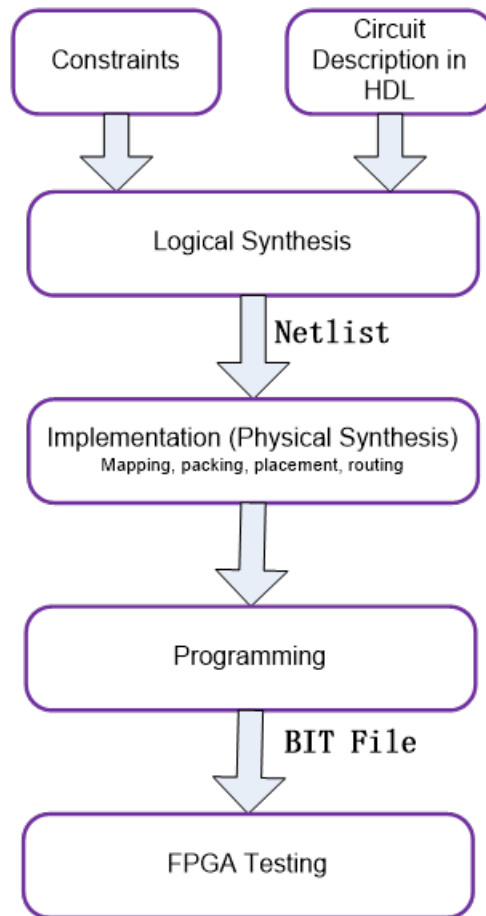 Constraints
Circuit
Description in
HDL
Logical Synthesis
Netlist
Implementation (Physical Synthesis)
Mapping, packing, placement, routing
Programming
BIT File
FPGA Testing